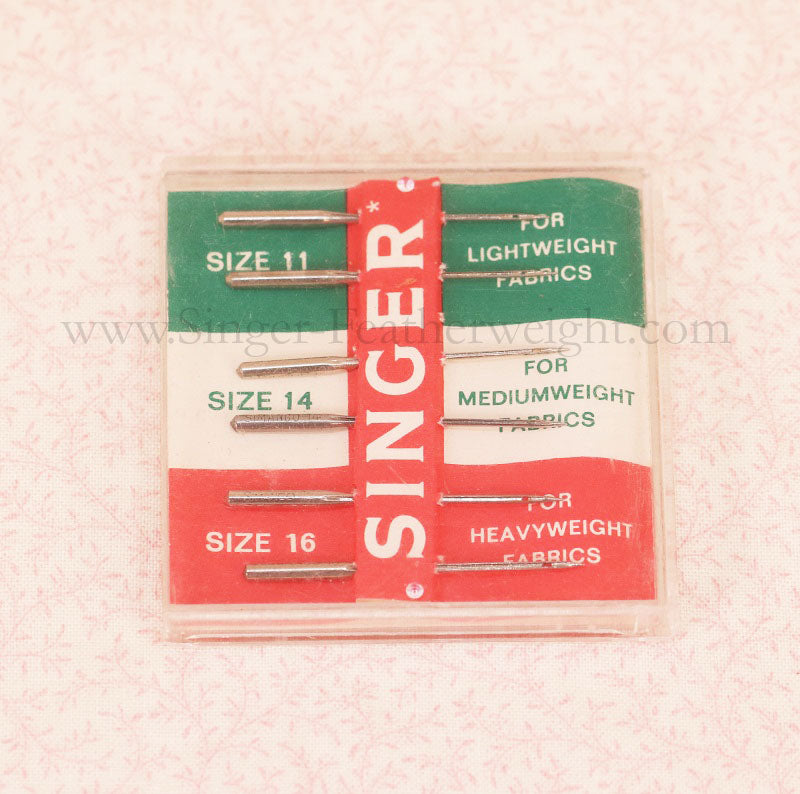 SIZE 11
FOR
LIGHTWEIGHT
FABRICS
SINGER*
www.Singer-Featherweight.com
SIZE 14
FOR
MEDIUMWEIGHT
FABRICS
SIZE 16
FOR
HEAVYWEIGHT
FABRICS